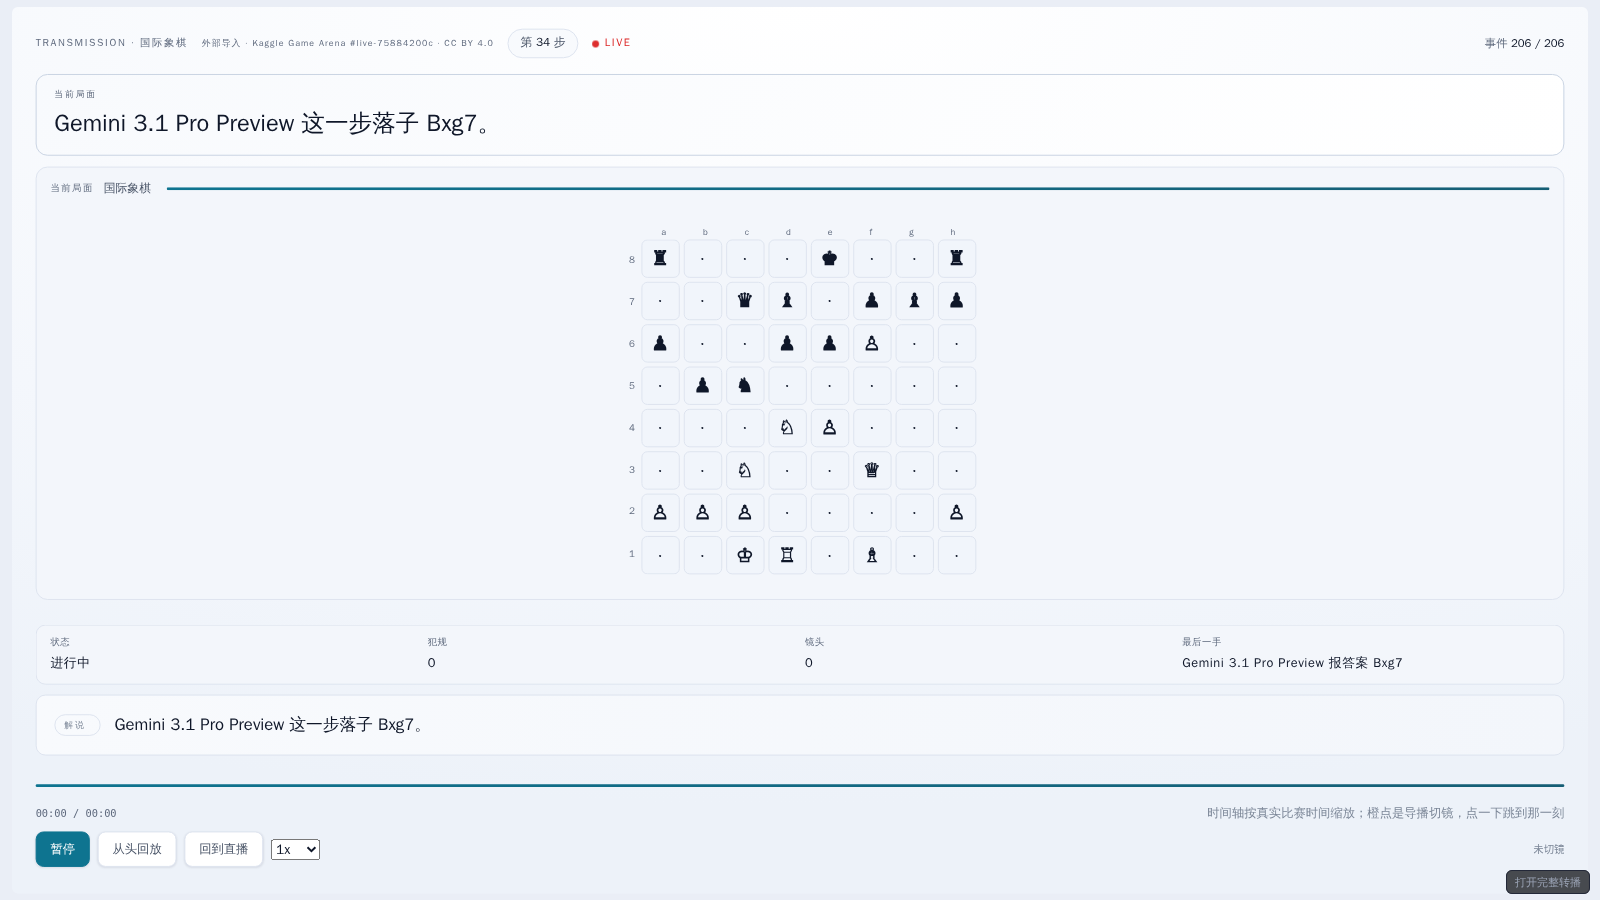 TRANSMISSION · 国际象棋 外部导入 · Kaggle Game Arena #live-75884200c · CC BY 4.0 第 34 步 LIVE 事件 206 / 206
当前局面
Gemini 3.1 Pro Preview 这一步落子 Bxg7。
当前局面 国际象棋
a b c d e f g h
8
7
6
5
4
3
2
1
状态 犯规 镜头 最后一手
进行中 0 0 Gemini 3.1 Pro Preview 报答案 Bxg7
解说 Gemini 3.1 Pro Preview 这一步落子 Bxg7。
00:00 / 00:00 时间轴按真实比赛时间缩放；橙点是导播切镜，点一下跳到那一刻
暂停 从头回放 回到直播 1x 未切镜
打开完整转播